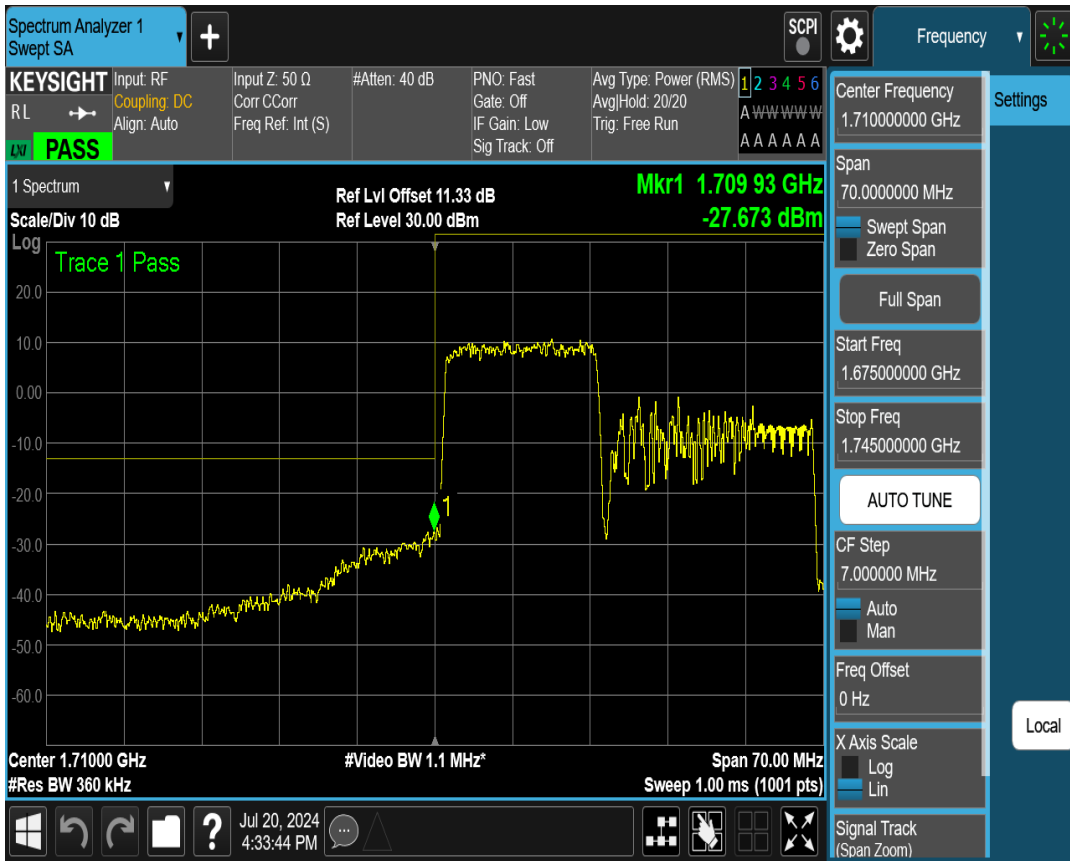 Spectrum Analyzer 1
Swept SA
+
SCPI
Frequency
KEYSIGHT
RL
LXI
PASS
Input: RF
Coupling: DC
Align: Auto
Input Z: 50 Ω
Corr CCorr
Freq Ref: Int (S)
#Atten: 40 dB
PNO: Fast
Gate: Off
IF Gain: Low
Sig Track: Off
Avg Type: Power (RMS)
Avg|Hold: 20/20
Trig: Free Run
1 2 3 4 5 6
A W W W W W
A A A A A A
1 Spectrum
Scale/Div 10 dB
Log
Ref Lvl Offset 11.33 dB
Ref Level 30.00 dBm
Mkr1 1.709 93 GHz
-27.673 dBm
Trace 1 Pass
20.0
10.0
0.00
-10.0
-20.0
-30.0
-40.0
-50.0
-60.0
1
Center 1.71000 GHz
#Res BW 360 kHz
#Video BW 1.1 MHz*
Span 70.00 MHz
Sweep 1.00 ms (1001 pts)
Center Frequency
1.710000000 GHz
Span
70.0000000 MHz
Swept Span
Zero Span
Full Span
Start Freq
1.675000000 GHz
Stop Freq
1.745000000 GHz
AUTO TUNE
CF Step
7.000000 MHz
Auto
Man
Freq Offset
0 Hz
X Axis Scale
Log
Lin
Signal Track
(Span Zoom)
Settings
Local
?
Jul 20, 2024
4:33:44 PM